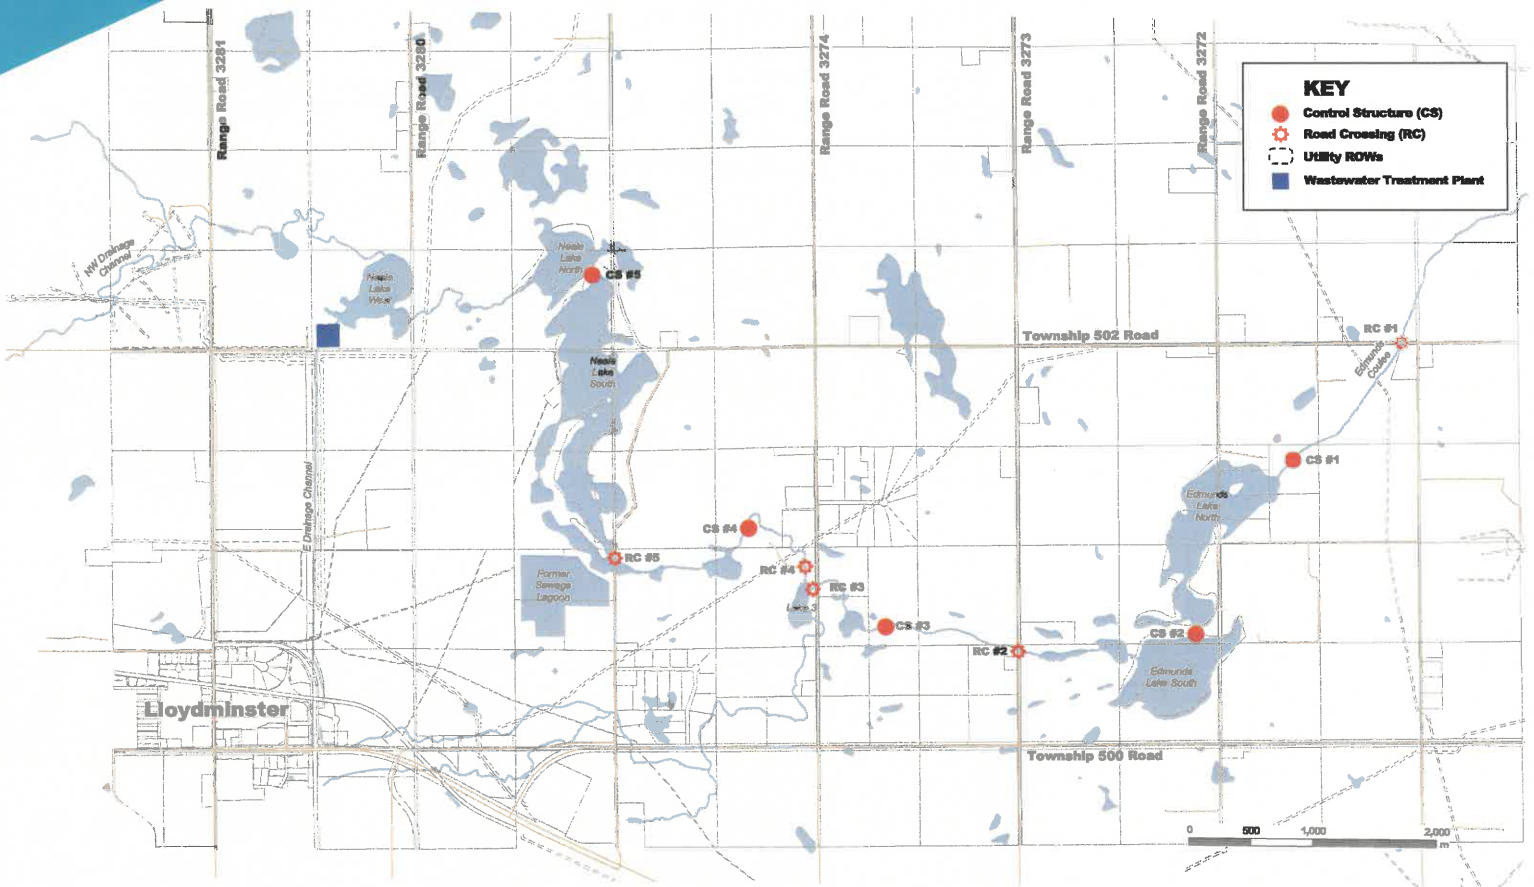 Range Road 3281
Range Road 3280
Range Road 3274
Range Road 3273
Range Road 3272
KEY
Control Structure (CS)
Road Crossing (RC)
Utility ROWs
Wastewater Treatment Plant
NW Drainage
Channel
Neale
Lake
West
Neale
Lake
North
CS #5
Township 502 Road
RC #1
Edmunds
Coulee
Neale
Lake
South
CS #1
E Drainage Channel
Edmunds
Lake
North
CS #4
RC #5
RC #4
RC #3
Former
Sewage
Lagoon
Lake 3
CS #3
CS #2
RC #2
Edmunds
Lake South
Lloydminster
Township 500 Road
0 500 1,000 2,000
m